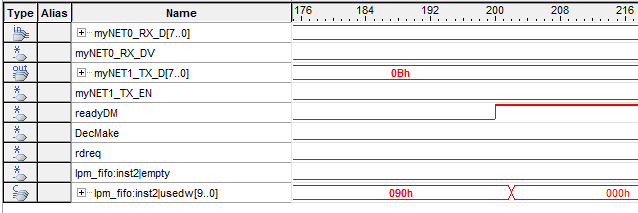 Type Alias Name 176 184 192 200 208 216
in myNET0_RX_D[7..0]
* myNET0_RX_DV
out myNET1_TX_D[7..0] 0Bh
* myNET1_TX_EN
* readyDM
* DecMake
* rdreq
* lpm_fifo:inst2|empty
C lpm_fifo:inst2|usedw[9..0] 090h 000h